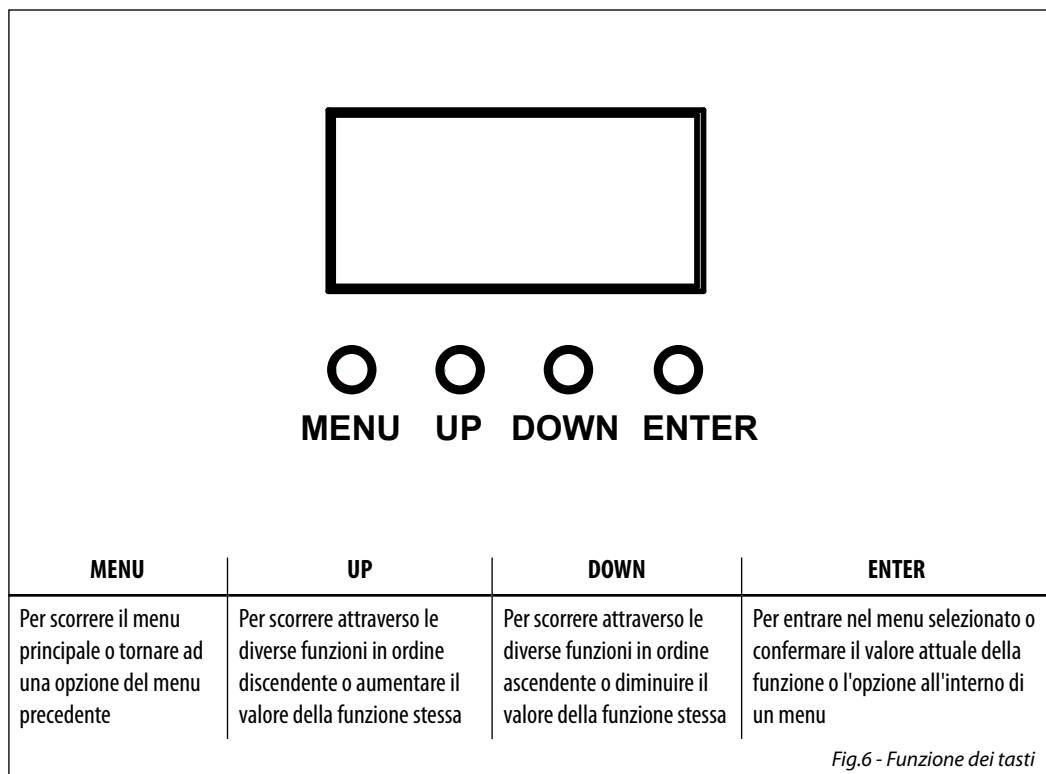 MENU UP DOWN ENTER
MENU UP DOWN ENTER
Per scorrere il menu
principale o tornare ad
una opzione del menu
precedente
Per scorrere attraverso le
diverse funzioni in ordine
discendente o aumentare il
valore della funzione stessa
Per scorrere attraverso le
diverse funzioni in ordine
ascendente o diminuire il
valore della funzione stessa
Per entrare nel menu selezionato o
confermare il valore attuale della
funzione o l'opzione all'interno di
un menu
Fig.6 - Funzione dei tasti